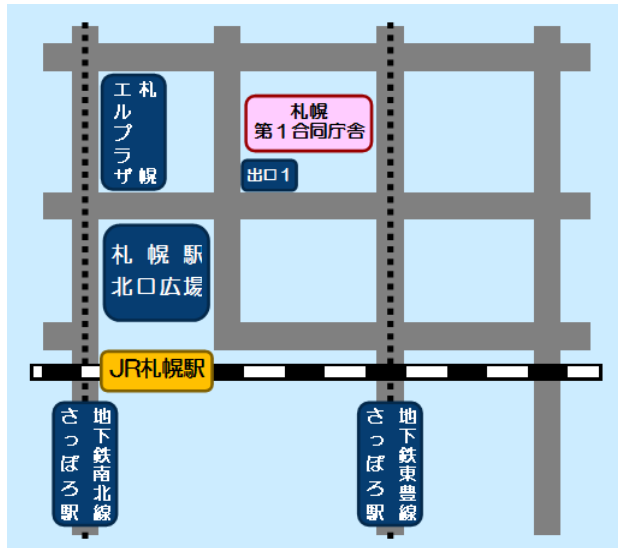 札幌
エルプラザ
札幌
第１合同庁舎
出口１
札幌駅
北口広場
JR札幌駅
地下鉄南北線
さっぽろ駅
地下鉄東豊線
さっぽろ駅